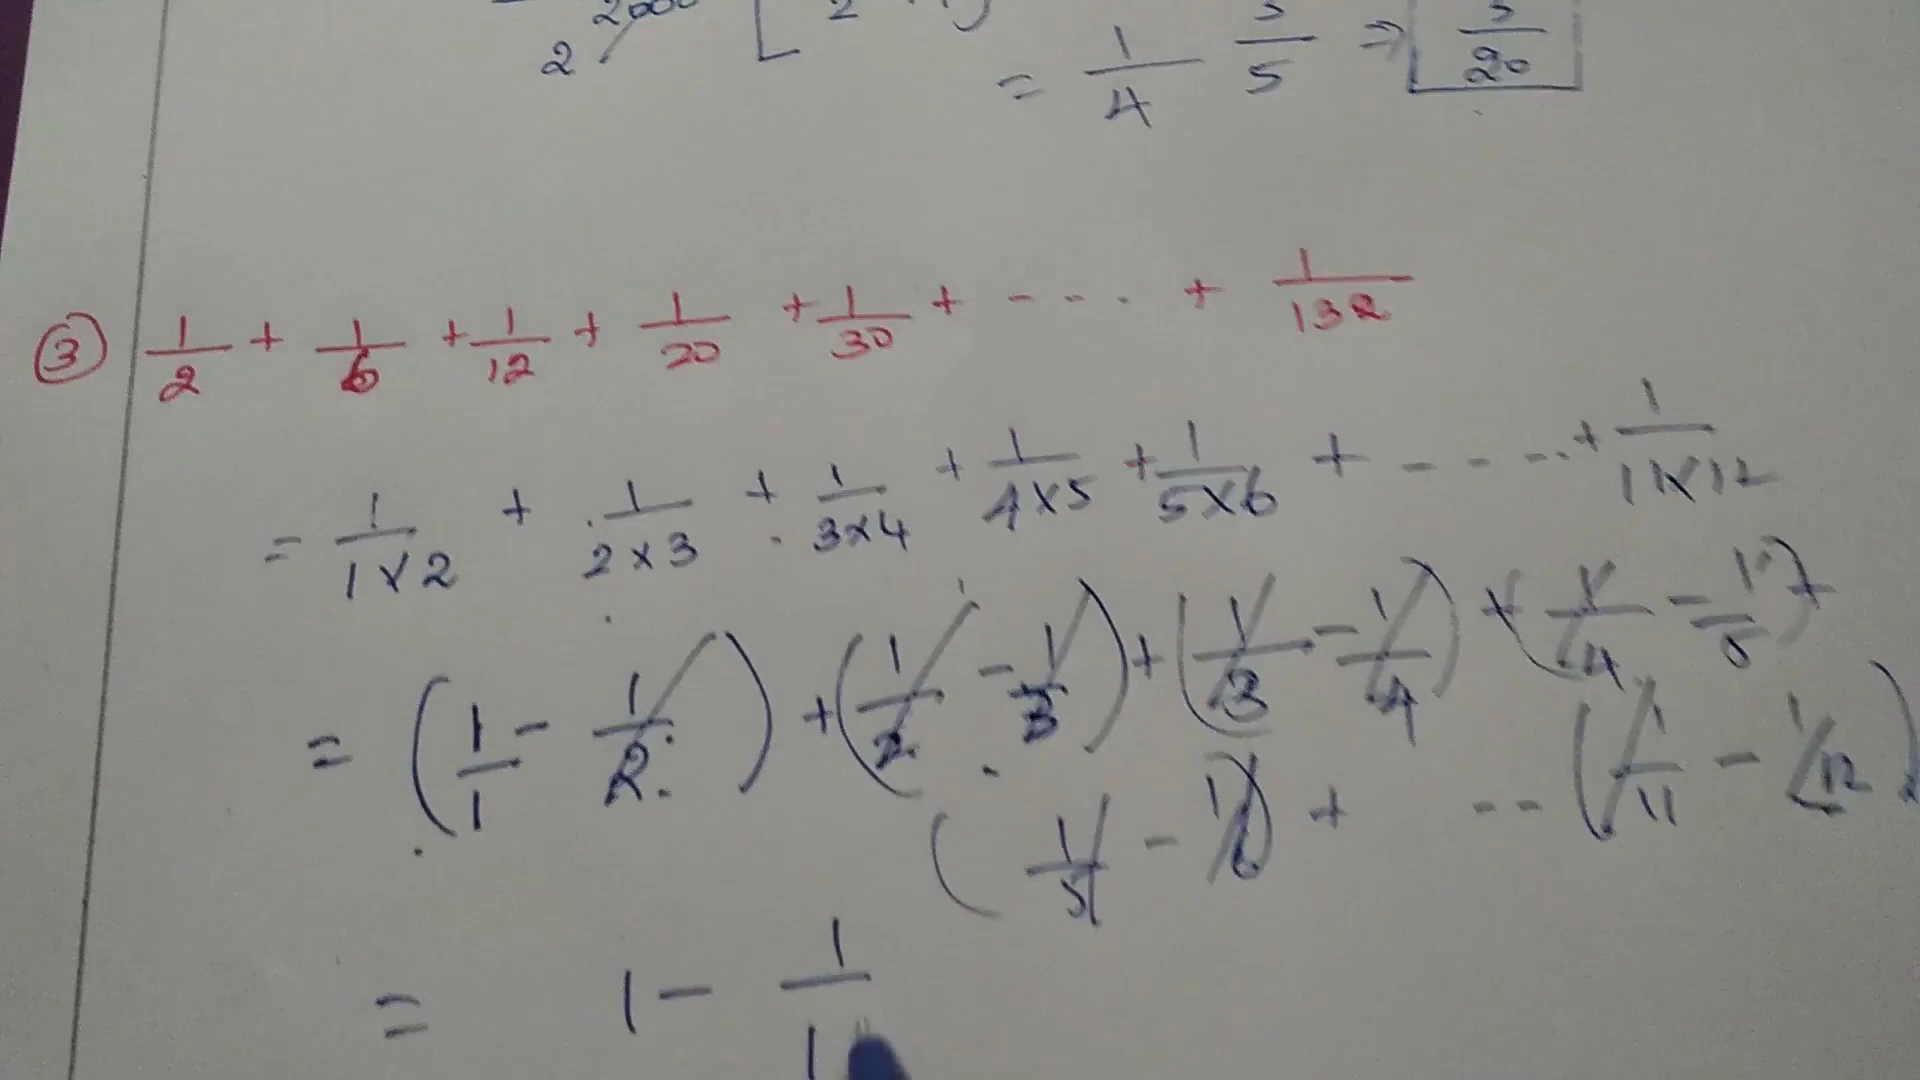 2000
2
2
= 1/4 5 ⇒ 20
③ 1/2 + 1/6 + 1/12 + 1/20 + 1/30 + - - - . + 1/132
= 1/1×2 + 1/2×3 + 1/3×4 + 1/4×5 + 1/5×6 + - - - .. + 1/11×12
= (1/1 - 1/2) + (1/2 - 1/3) + (1/3 - 1/4) + (1/4 - 1/5) +
(1/5 - 1/6) + - - (1/11 - 1/12)
= 1 - 1/1